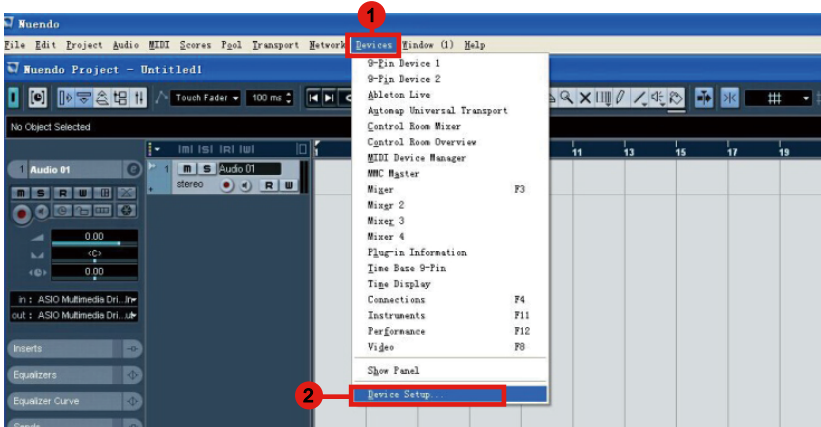 1
Nuendo
File Edit Project Audio MIDI Scores Pool Transport Network Devices Window (1) Help
Nuendo Project - Untitled1
Touch Fader 100 ms
No Object Selected
11 13 15 17 19
1 Audio 01
m S R W
0.00
<C>
0.00
in : ASIO Multimedia Dri...In
out : ASIO Multimedia Dri...ut
Inserts
Equalizers
Equalizer Curve
Sends
1 m S Audio 01
stereo R W
9-Pin Device 1
9-Pin Device 2
Ableton Live
Automap Universal Transport
Control Room Mixer
Control Room Overview
MIDI Device Manager
MMC Master
Mixer F3
Mixer 2
Mixer 3
Mixer 4
Plug-in Information
Time Base 9-Pin
Time Display
Connections F4
Instruments F11
Performance F12
Video F8
Show Panel
2
Device Setup...